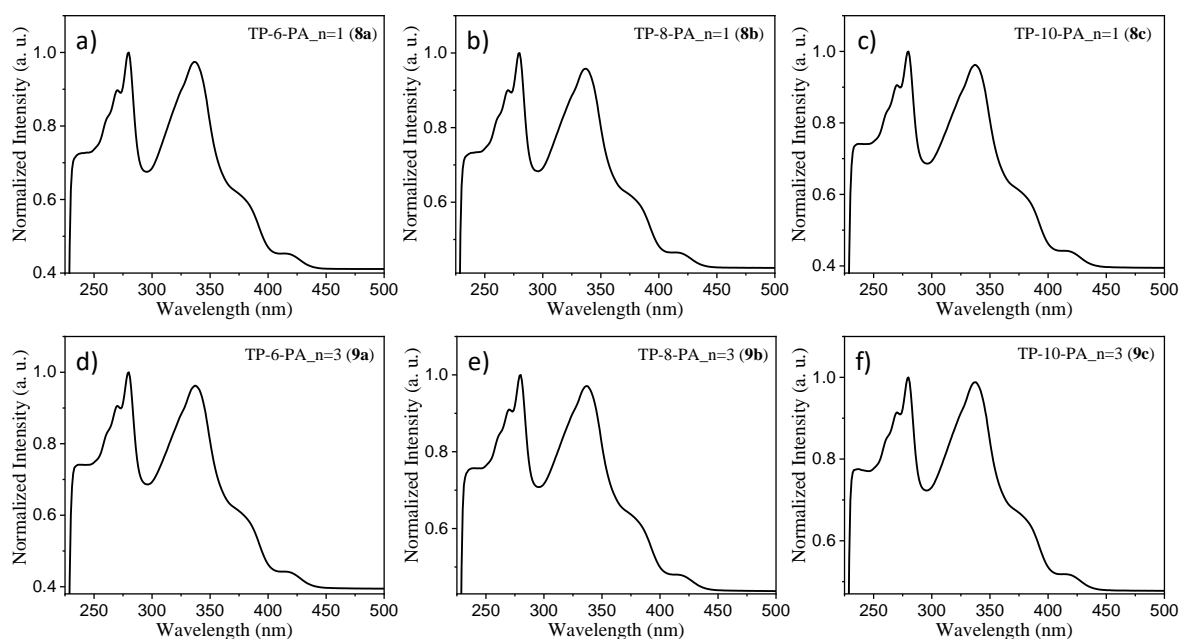 a)
TP-6-PA_n=1 (8a)
Normalized Intensity (a. u.)
1.0
0.8
0.6
0.4
250 300 350 400 450 500
Wavelength (nm)
b)
TP-8-PA_n=1 (8b)
Normalized Intensity (a. u.)
1.0
0.8
0.6
250 300 350 400 450 500
Wavelength (nm)
c)
TP-10-PA_n=1 (8c)
Normalized Intensity (a. u.)
1.0
0.8
0.6
0.4
250 300 350 400 450 500
Wavelength (nm)
d)
TP-6-PA_n=3 (9a)
Normalized Intensity (a. u.)
1.0
0.8
0.6
0.4
250 300 350 400 450 500
Wavelength (nm)
e)
TP-8-PA_n=3 (9b)
Normalized Intensity (a. u.)
1.0
0.8
0.6
250 300 350 400 450 500
Wavelength (nm)
f)
TP-10-PA_n=3 (9c)
Normalized Intensity (a. u.)
1.0
0.8
0.6
250 300 350 400 450 500
Wavelength (nm)